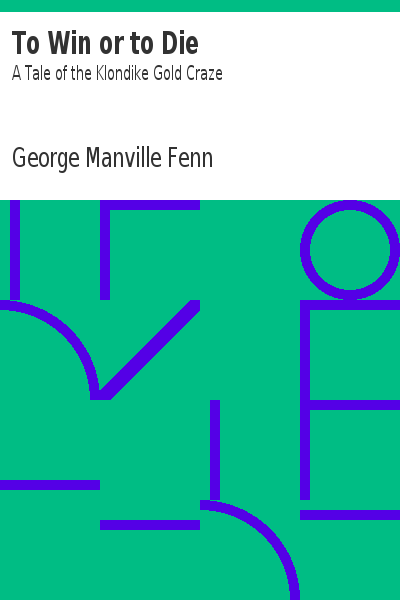 To Win or to Die
A Tale of the Klondike Gold Craze
George Manville Fenn